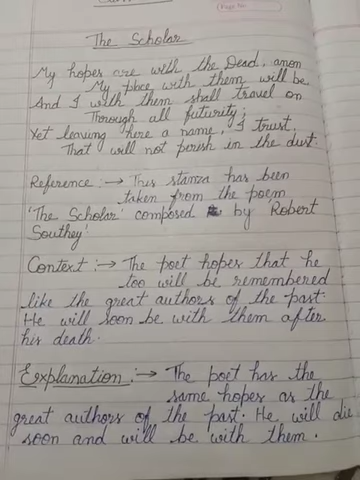 The Scholar
My hopes are with the Dead, anon
My place with them will be
And I with them shall travel on
Through all futurity;
Yet leaving here a name, I trust,
That will not perish in the dust.
Reference :→ This stanza has been
taken from the poem
'The Scholar' composed by 'Robert
Southey'
Context :→ The poet hopes that he
too will be remembered
like the great authors of the past.
He will soon be with them after
his death.
Explanation :→ The poet has the
same hopes as the
great authors of the past. He will die
soon and will be with them.